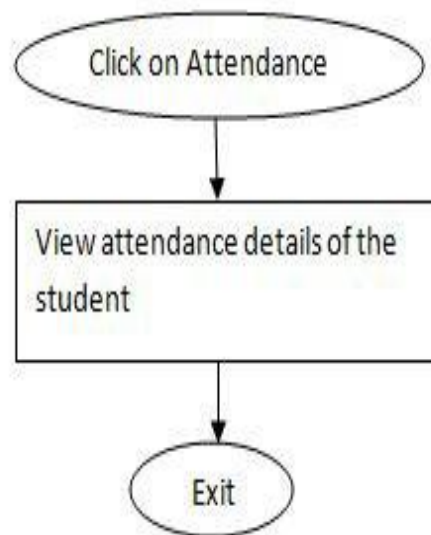 Click on Attendance
View attendance details of the
student
Exit